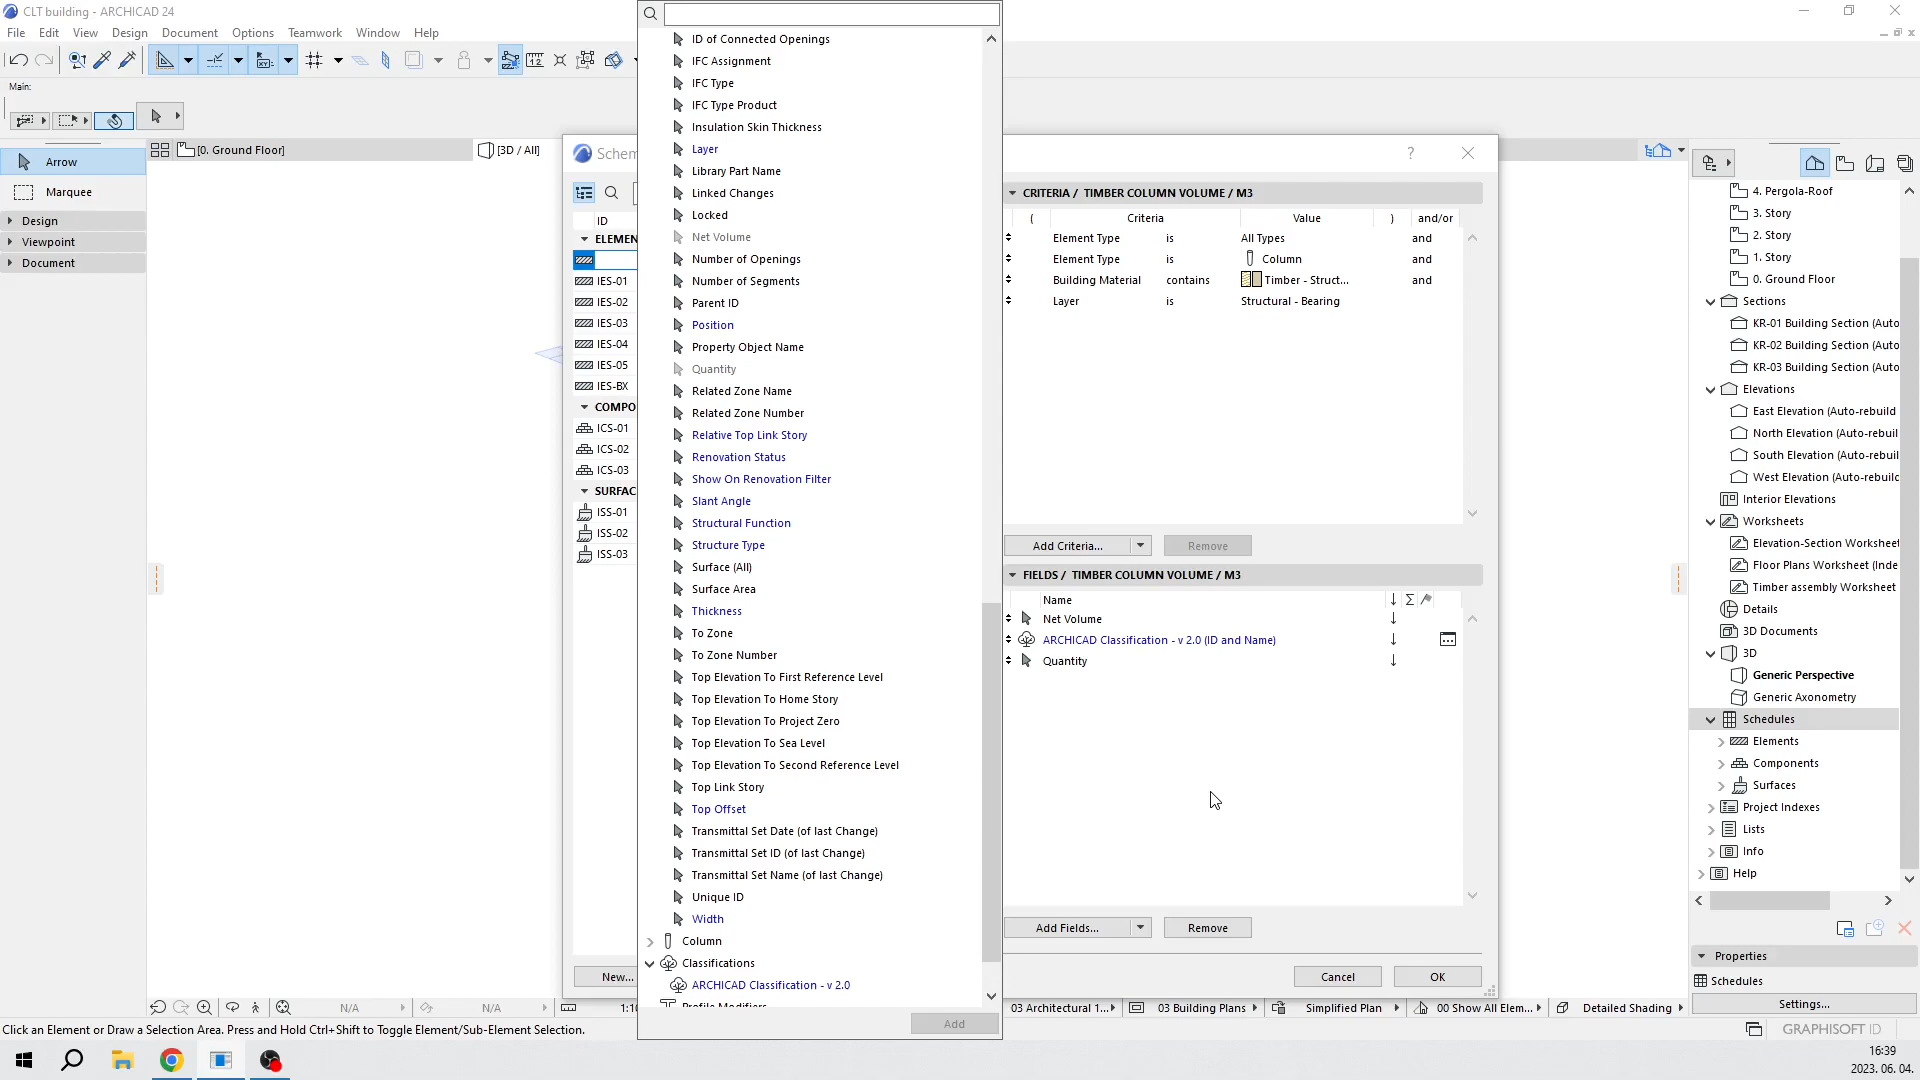 CLT building - ARCHICAD 24
File Edit View Design Document Options Teamwork Window Help
Main:
Arrow
Marquee
Design
Viewpoint
Document
[0. Ground Floor]
[3D / All]
ID
IES-01
IES-02
IES-03
IES-04
IES-05
IES-BX
ICS-01
ICS-02
ICS-03
ISS-01
ISS-02
ISS-03
New...
ID of Connected Openings
IFC Assignment
IFC Type
IFC Type Product
Insulation Skin Thickness
Layer
Library Part Name
Linked Changes
Locked
Net Volume
Number of Openings
Number of Segments
Parent ID
Position
Property Object Name
Quantity
Related Zone Name
Related Zone Number
Relative Top Link Story
Renovation Status
Show On Renovation Filter
Slant Angle
Structural Function
Structure Type
Surface (All)
Surface Area
Thickness
To Zone
To Zone Number
Top Elevation To First Reference Level
Top Elevation To Home Story
Top Elevation To Project Zero
Top Elevation To Sea Level
Top Elevation To Second Reference Level
Top Link Story
Top Offset
Transmittal Set Date (of last Change)
Transmittal Set ID (of last Change)
Transmittal Set Name (of last Change)
Unique ID
Width
Column
Classifications
ARCHICAD Classification - v 2.0
Add
CRITERIA / TIMBER COLUMN VOLUME / M3
( Criteria Value ) and/or
Element Type is All Types and
Element Type is Column and
Building Material contains Timber - Struct... and
Layer is Structural - Bearing
Add Criteria... Remove
FIELDS / TIMBER COLUMN VOLUME / M3
Name
Net Volume
ARCHICAD Classification - v 2.0 (ID and Name)
Quantity
Add Fields... Remove
Cancel OK
4. Pergola-Roof
3. Story
2. Story
1. Story
0. Ground Floor
Sections
KR-01 Building Section (Auto
KR-02 Building Section (Auto
KR-03 Building Section (Auto
Elevations
East Elevation (Auto-rebuild
North Elevation (Auto-rebuil
South Elevation (Auto-rebuil
West Elevation (Auto-rebuilc
Interior Elevations
Worksheets
Elevation-Section Worksheet
Floor Plans Worksheet (Inde
Timber assembly Worksheet
Details
3D Documents
3D
Generic Perspective
Generic Axonometry
Schedules
Elements
Components
Surfaces
Project Indexes
Lists
Info
Help
Properties
Schedules
Settings...
N/A N/A 03 Architectural 1... 03 Building Plans Simplified Plan 00 Show All Elem... Detailed Shading
Click an Element or Draw a Selection Area. Press and Hold Ctrl+Shift to Toggle Element/Sub-Element Selection.
GRAPHISOFT ID
16:39
2023. 06. 04.